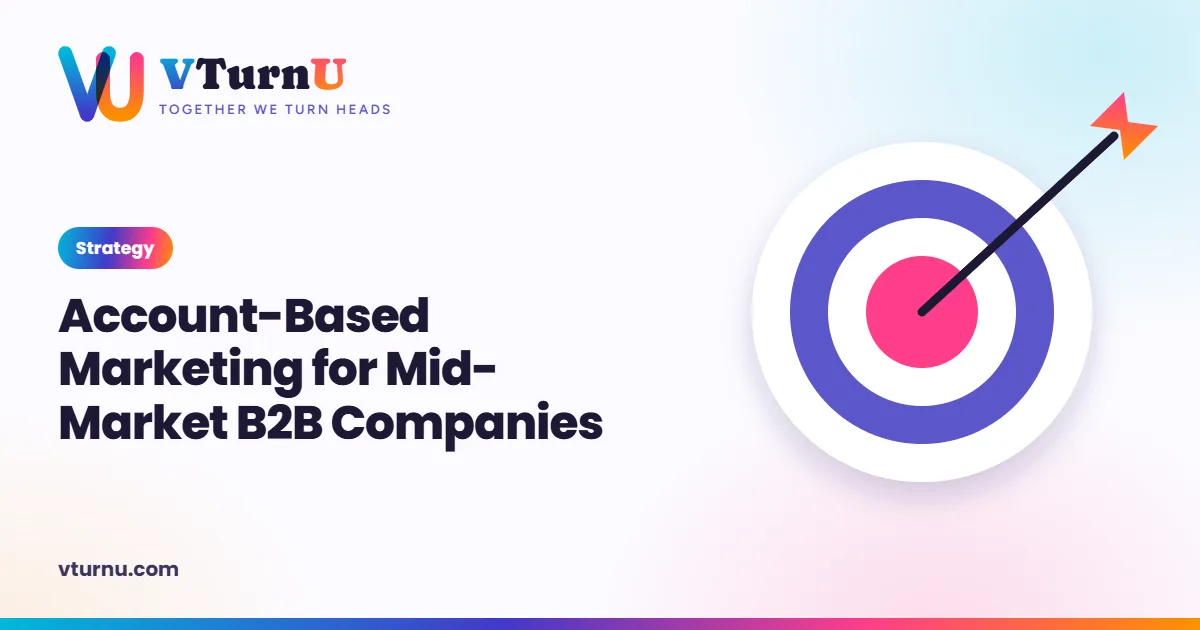 VTurnU
TOGETHER WE TURN HEADS
Strategy
Account-Based
Marketing for Mid-
Market B2B Companies
vturnu.com